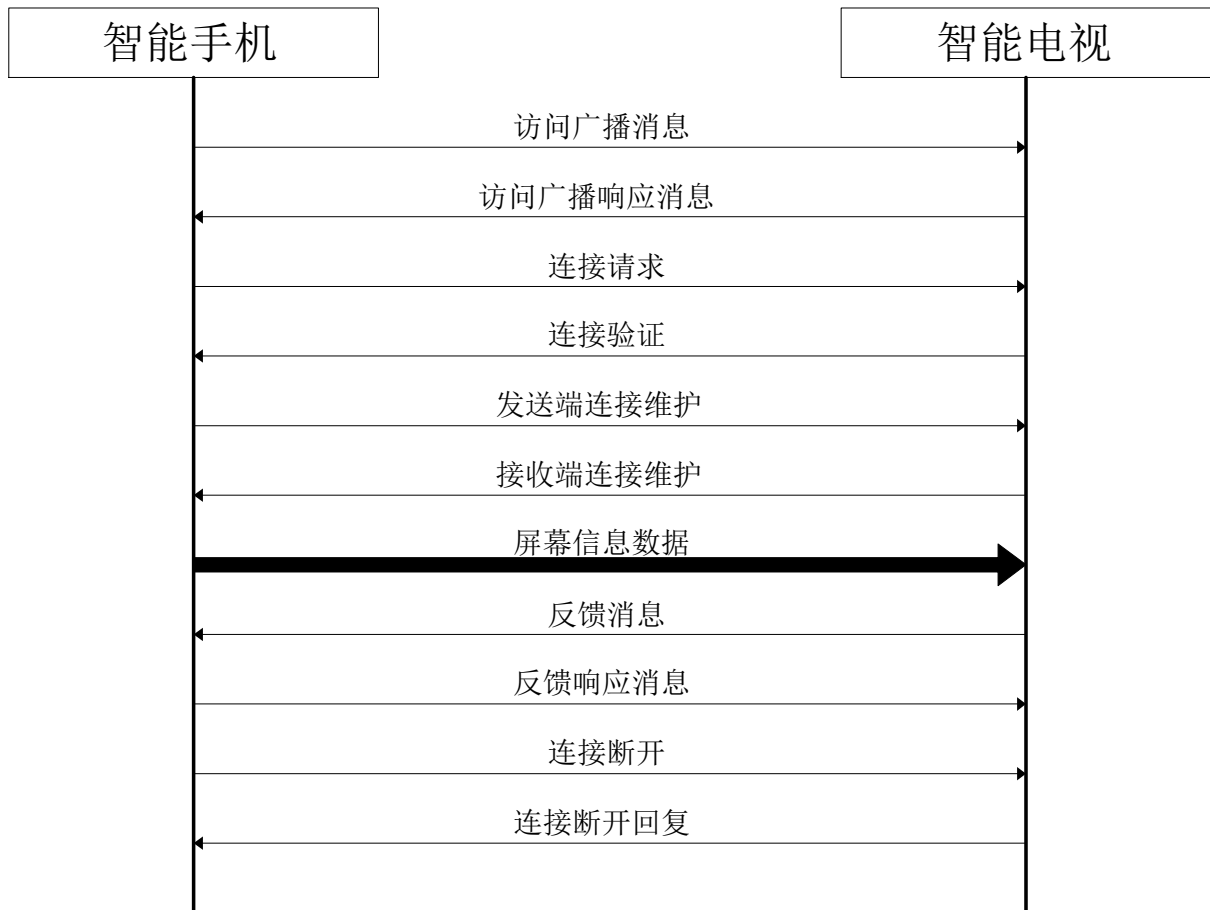 智能手机
智能电视
访问广播消息
访问广播响应消息
连接请求
连接验证
发送端连接维护
接收端连接维护
屏幕信息数据
反馈消息
反馈响应消息
连接断开
连接断开回复